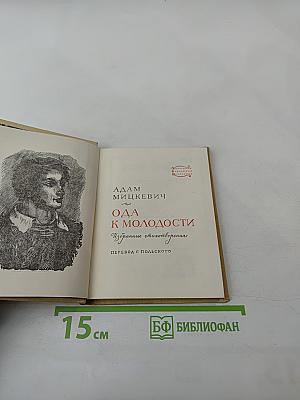 АДАМ
МИЦКЕВИЧ
ОДА
К МОЛОДОСТИ
Избранные стихотворения
ПЕРЕВОД С ПОЛЬСКОГО
15 см
БФ БИБЛИОФАН